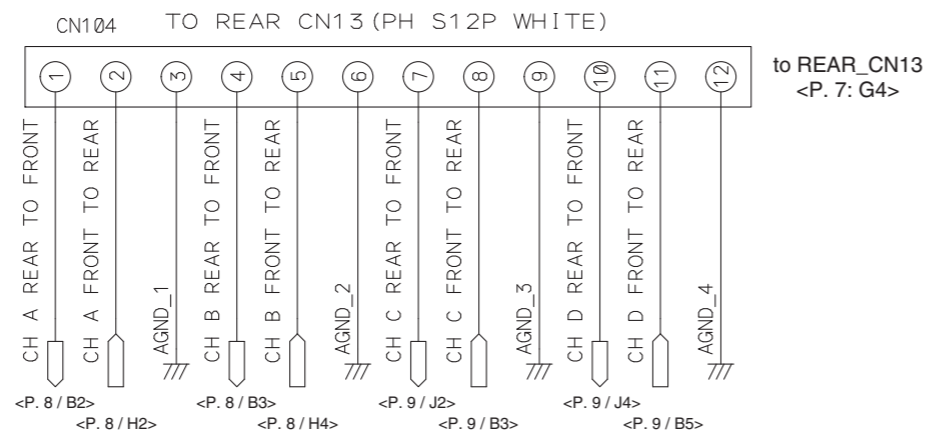 CN104 TO REAR CN13(PH S12P WHITE)
1 2 3 4 5 6 7 8 9 10 11 12
to REAR_CN13
<P. 7: G4>
CH A REAR TO FRONT
CH A FRONT TO REAR
AGND_1
CH B REAR TO FRONT
CH B FRONT TO REAR
AGND_2
CH C REAR TO FRONT
CH C FRONT TO REAR
AGND_3
CH D REAR TO FRONT
CH D FRONT TO REAR
AGND_4
<P. 8 / B2> <P. 8 / B3> <P. 9 / J2> <P. 9 / J4>
<P. 8 / H2> <P. 8 / H4> <P. 9 / B3> <P. 9 / B5>